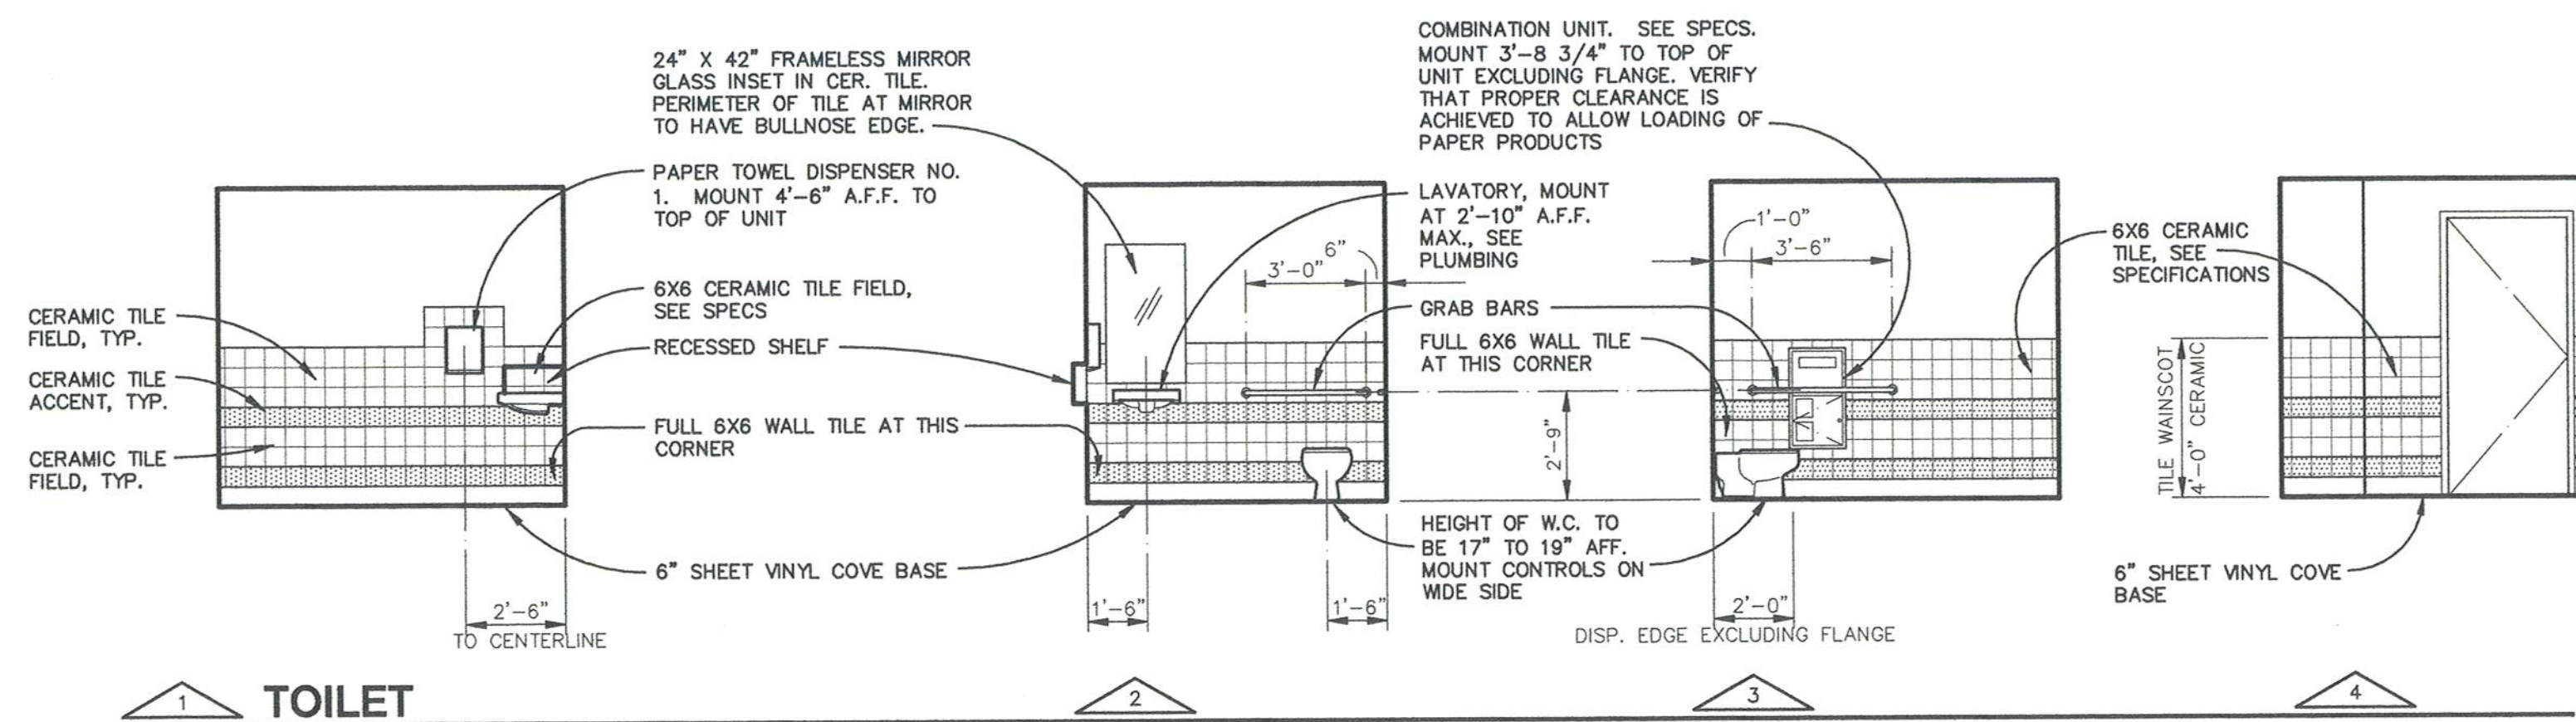 COMBINATION UNIT. SEE SPECS.
MOUNT 3'-8 3/4" TO TOP OF
UNIT EXCLUDING FLANGE. VERIFY
THAT PROPER CLEARANCE IS
ACHIEVED TO ALLOW LOADING OF
PAPER PRODUCTS
24" X 42" FRAMELESS MIRROR
GLASS INSET IN CER. TILE.
PERIMETER OF TILE AT MIRROR
TO HAVE BULLNOSE EDGE.
PAPER TOWEL DISPENSER NO.
1. MOUNT 4'-6" A.F.F. TO
TOP OF UNIT
LAVATORY, MOUNT
AT 2'-10" A.F.F.
MAX., SEE
PLUMBING
1'-0"
3'-6"
6"
3'-0"
6X6 CERAMIC
TILE, SEE
SPECIFICATIONS
6X6 CERAMIC TILE FIELD,
SEE SPECS
CERAMIC TILE
FIELD, TYP.
GRAB BARS
RECESSED SHELF
FULL 6X6 WALL TILE
AT THIS CORNER
CERAMIC TILE
ACCENT, TYP.
TILE WAINSCOT
4'-0" CERAMIC
FULL 6X6 WALL TILE AT THIS
CORNER
2'-9"
CERAMIC TILE
FIELD, TYP.
HEIGHT OF W.C. TO
BE 17" TO 19" AFF.
MOUNT CONTROLS ON
WIDE SIDE
6" SHEET VINYL COVE BASE
6" SHEET VINYL COVE
BASE
2'-6"
TO CENTERLINE
1'-6"
1'-6"
2'-0"
DISP. EDGE EXCLUDING FLANGE
1
TOILET
2
3
4